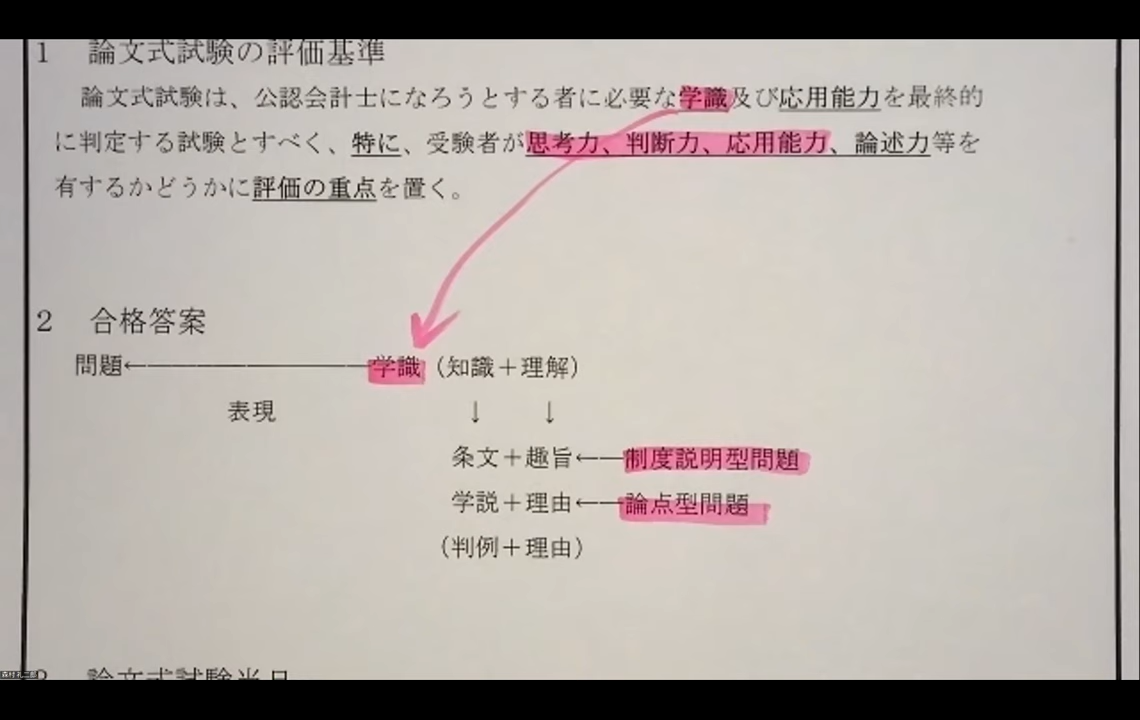 1 論文式試験の評価基準
論文式試験は、公認会計士になろうとする者に必要な学識及び応用能力を最終的
に判定する試験とすべく、特に、受験者が思考力、判断力、応用能力、論述力等を
有するかどうかに評価の重点を置く。
2 合格答案
問題←――――学識（知識＋理解）
表現 ↓ ↓
条文＋趣旨←―制度説明型問題
学説＋理由←―論点型問題
（判例＋理由）
論文式試験当日